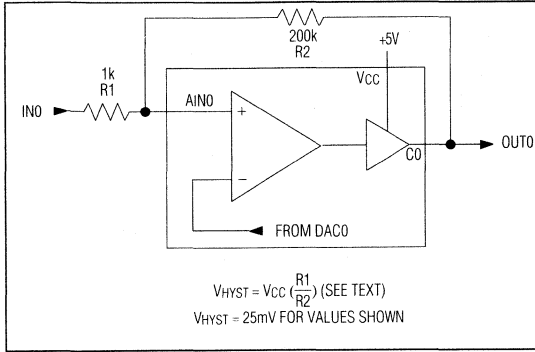 200k
R2
+5V
1k
R1
VCC
AIN0
IN0
+
C0
OUT0
−
FROM DAC0
VHYST = VCC (R1/R2) (SEE TEXT)
VHYST = 25mV FOR VALUES SHOWN